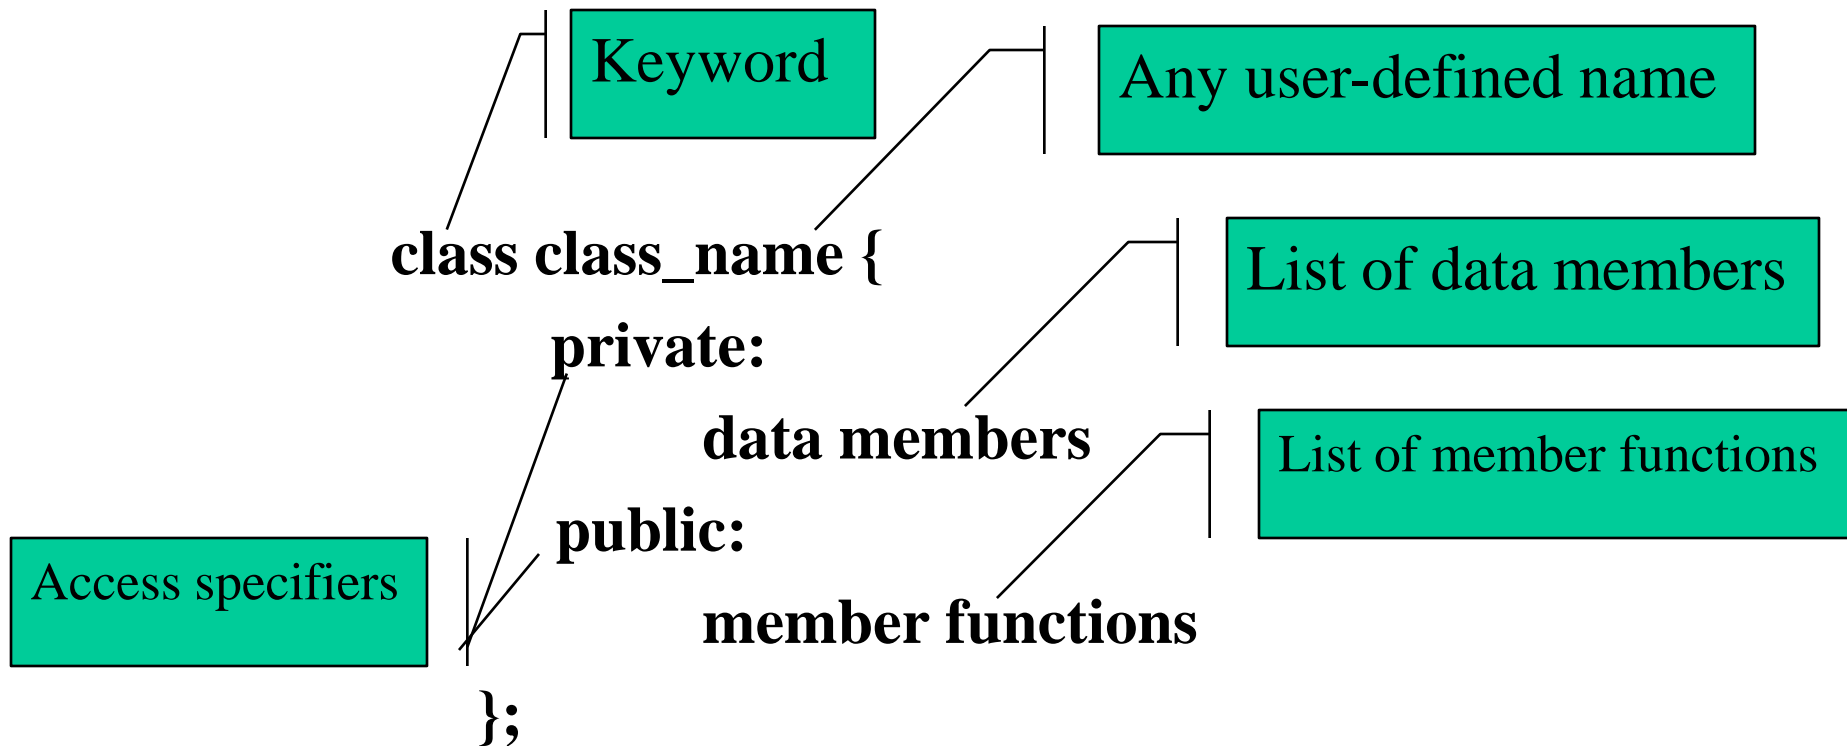 Keyword
Any user-defined name
class class_name {
List of data members
private:
data members
List of member functions
public:
Access specifiers
member functions
};